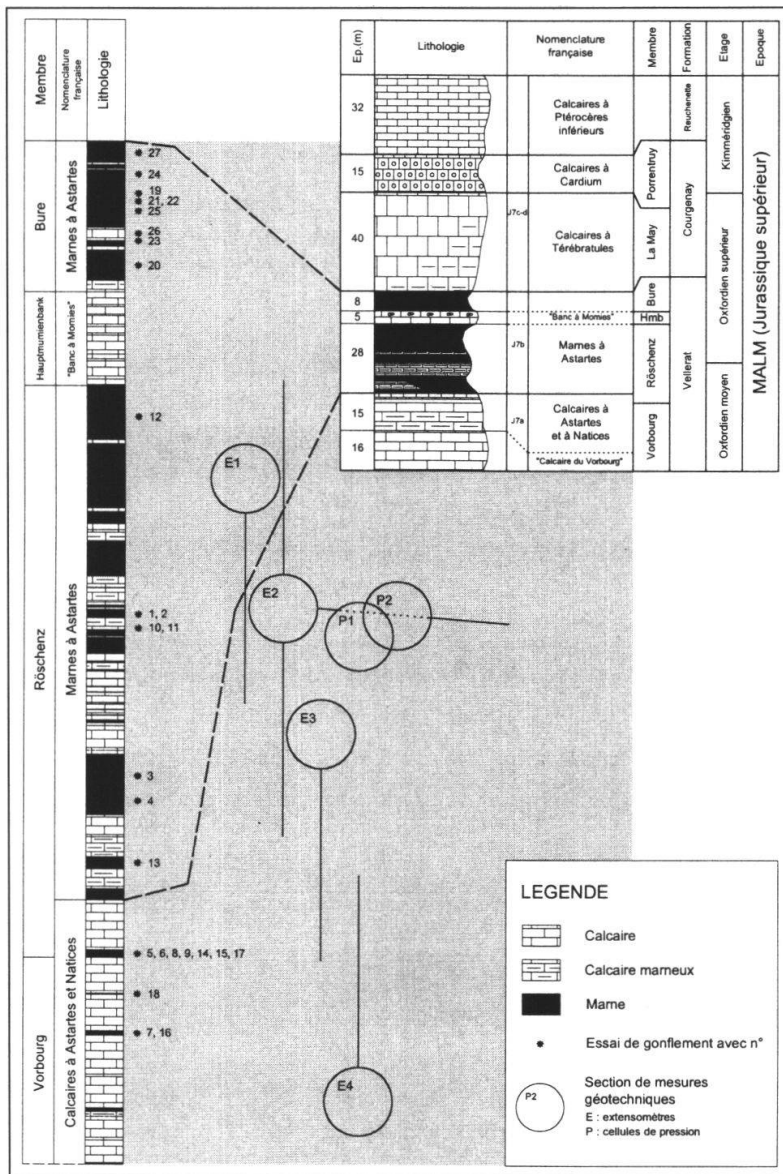 Membre
Nomenclature
française
Lithologie
Bure
Marnes à Astartes
Hauptmumienbank
"Banc à Momies"
Röschenz
Marnes à Astartes
Vorbourg
Calcaires à Astartes et Natices
27
24
19
21, 22
25
26
23
20
12
1, 2
10, 11
3
4
13
5, 6, 8, 9, 14, 15, 17
18
7, 16
E1
E2
P1
P2
E3
E4
Ep.(m)
Lithologie
Nomenclature
française
Membre
Formation
Etage
Epoque
32
15
40
8
5
28
15
16
Calcaires à
Ptérocères
inférieurs
Calcaires à
Cardium
Calcaires à
Térébratules
"Banc à Momies"
Marnes à
Astartes
Calcaires à
Astartes
et à Natices
"Calcaire du Vorbourg"
J7c-d
J7b
J7a
Porrentruy
La May
Bure
Hmb
Röschenz
Vorbourg
Reuchenette
Courgenay
Vellerat
Kimméridgien
Oxfordien supérieur
Oxfordien moyen
MALM (Jurassique supérieur)
LEGENDE
Calcaire
Calcaire marneux
Marne
Essai de gonflement avec n°
P2
Section de mesures
géotechniques
E : extensomètres
P : cellules de pression